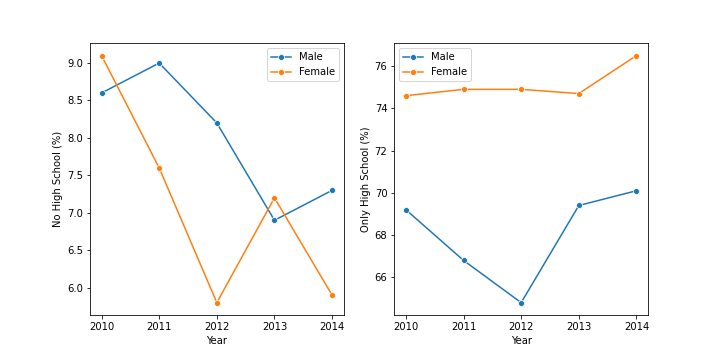 No High School (%)
9.0
8.5
8.0
7.5
7.0
6.5
6.0
2010 2011 2012 2013 2014
Year
Male
Female
Only High School (%)
76
74
72
70
68
66
2010 2011 2012 2013 2014
Year
Male
Female